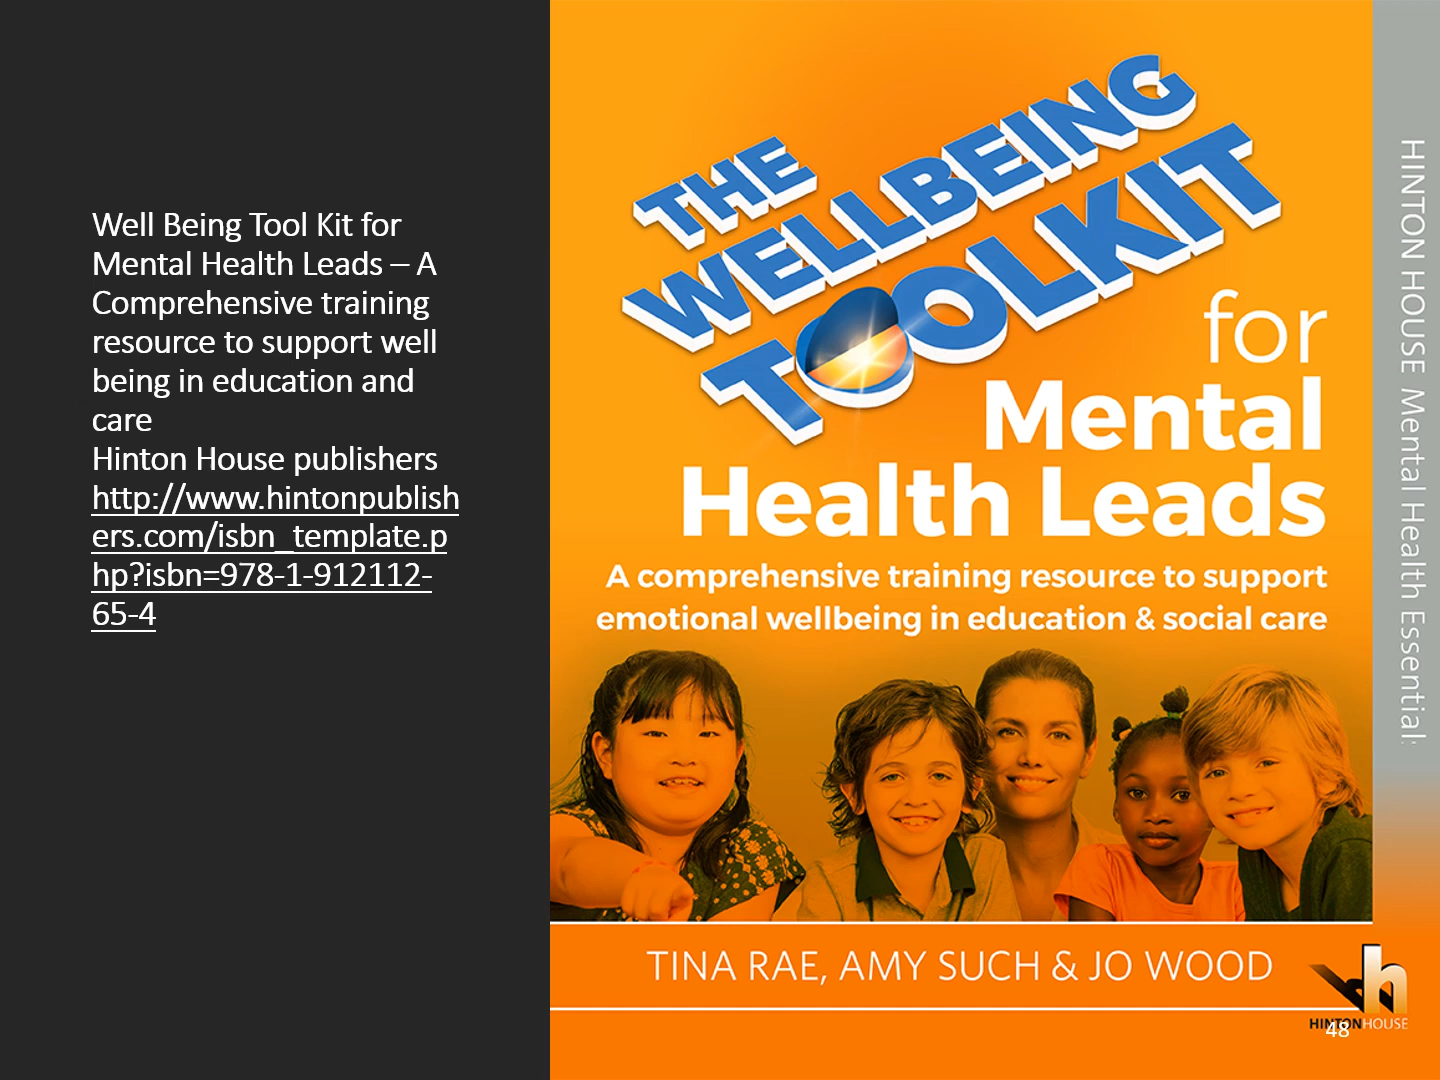 Well Being Tool Kit for
Mental Health Leads – A
Comprehensive training
resource to support well
being in education and
care
Hinton House publishers
http://www.hintonpublish
ers.com/isbn_template.p
hp?isbn=978-1-912112-
65-4
THE
WELLBEING
TOOLKIT
for
Mental
Health Leads
A comprehensive training resource to support
emotional wellbeing in education & social care
TINA RAE, AMY SUCH & JO WOOD
HINTON HOUSE Mental Health Essential
h
HINTONHOUSE
48